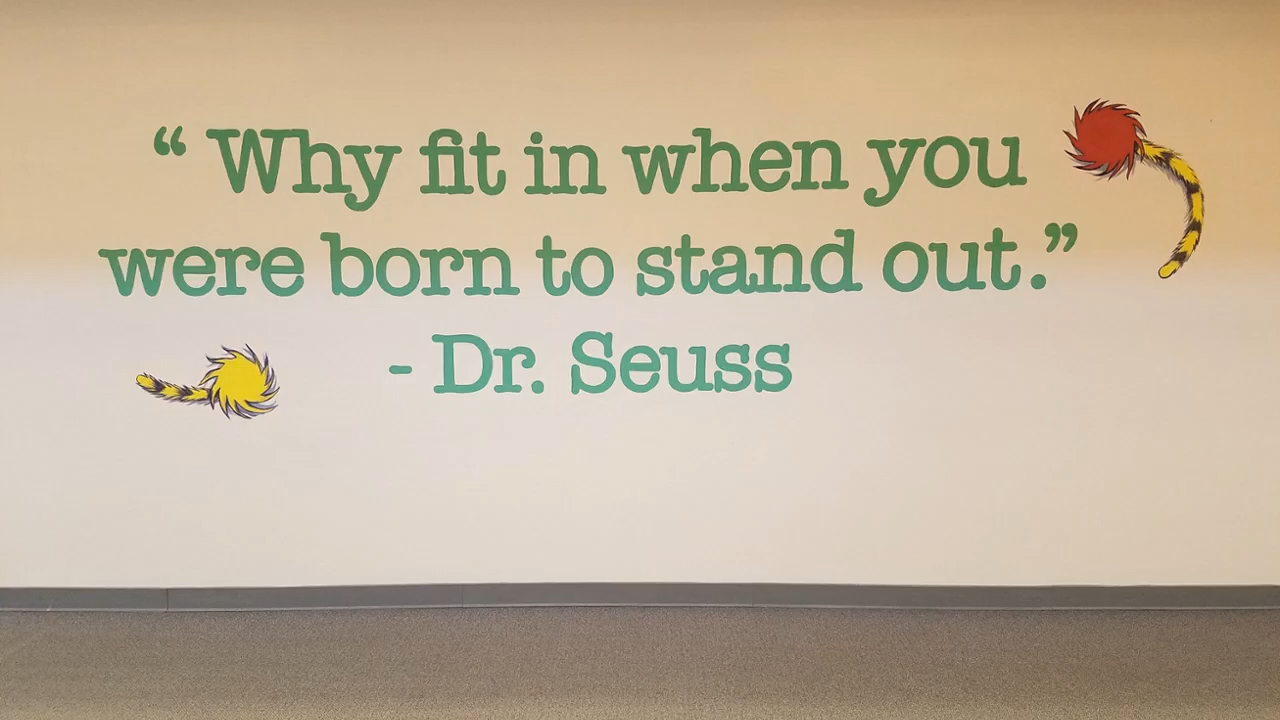 “ Why fit in when you
were born to stand out.”
- Dr. Seuss